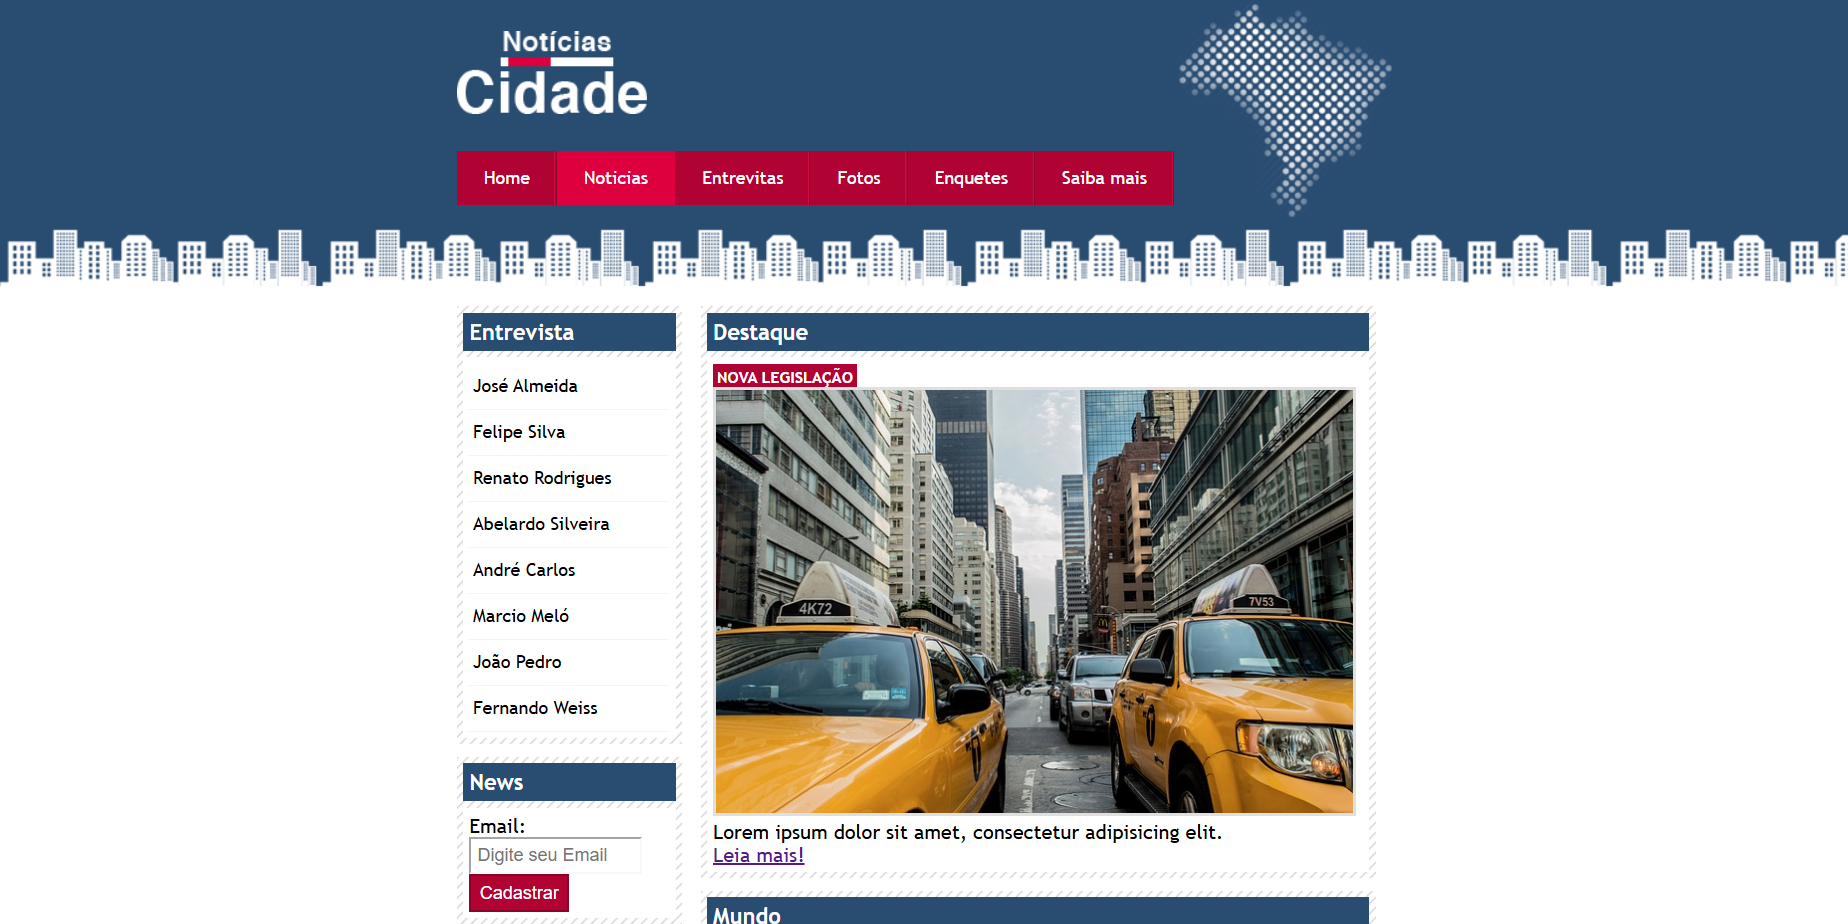 Notícias
Cidade
Home
Noticias
Entrevitas
Fotos
Enquetes
Saiba mais
Entrevista
José Almeida
Felipe Silva
Renato Rodrigues
Abelardo Silveira
André Carlos
Marcio Meló
João Pedro
Fernando Weiss
News
Email:
Digite seu Email
Cadastrar
Destaque
NOVA LEGISLAÇÃO
4K72
7V53
Lorem ipsum dolor sit amet, consectetur adipisicing elit.
Leia mais!
Mundo